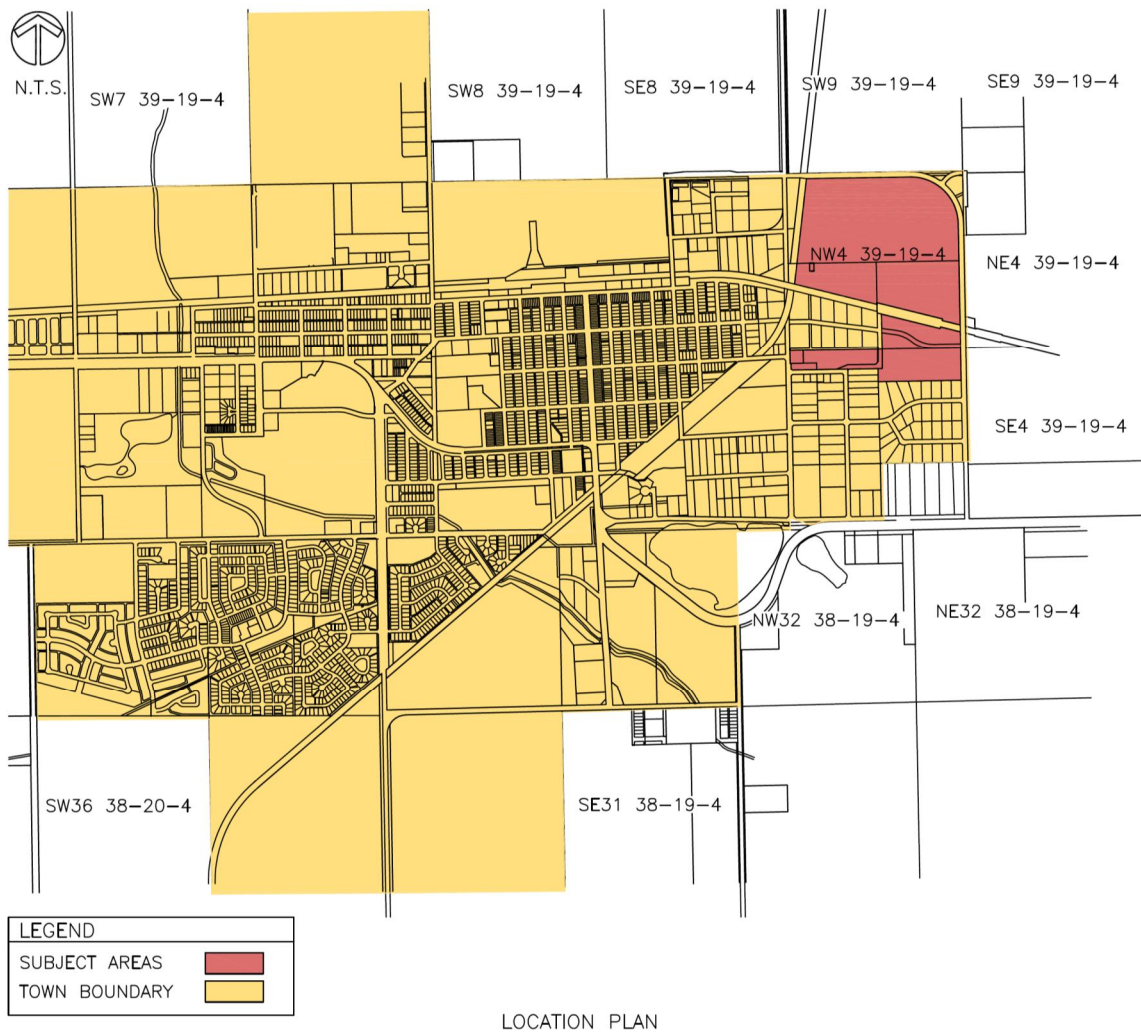 N.T.S.
SW7 39-19-4
SW8 39-19-4
SE8 39-19-4
SW9 39-19-4
SE9 39-19-4
NW4 39-19-4
NE4 39-19-4
SE4 39-19-4
NW32 38-19-4
NE32 38-19-4
SW36 38-20-4
SE31 38-19-4
LEGEND
SUBJECT AREAS
TOWN BOUNDARY
LOCATION PLAN